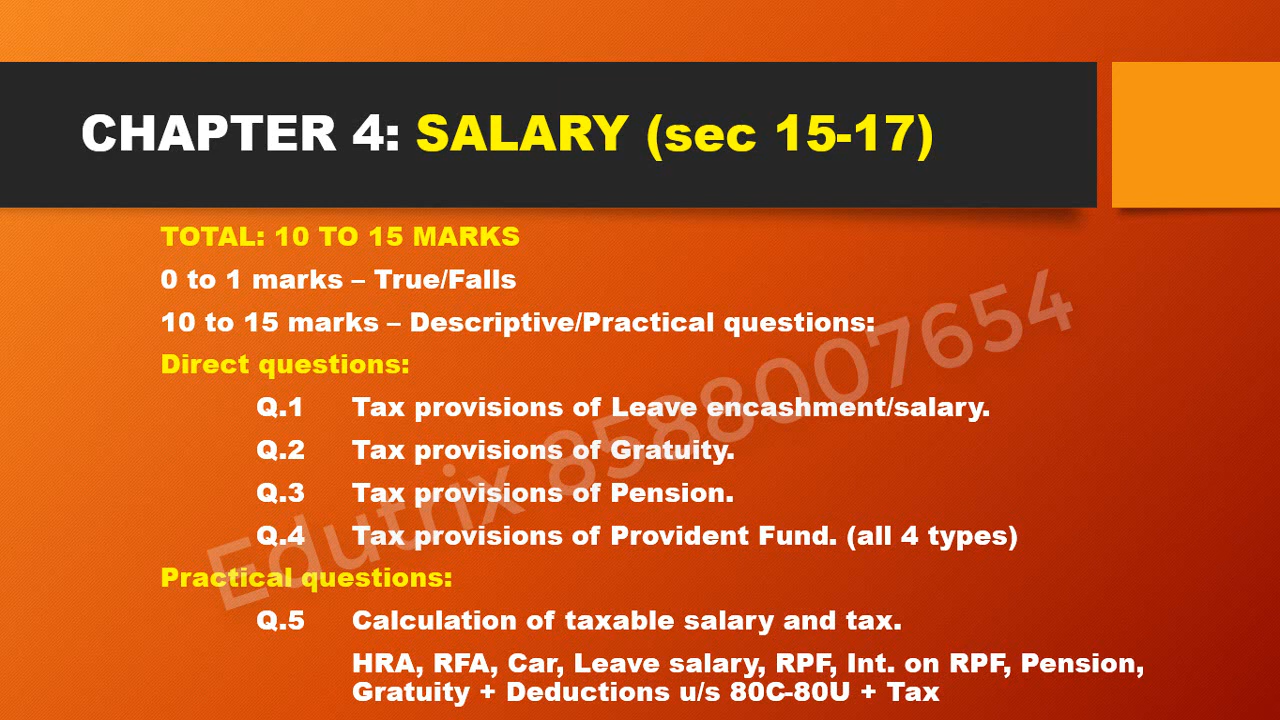 CHAPTER 4: SALARY (sec 15-17)
TOTAL: 10 TO 15 MARKS
0 to 1 marks – True/Falls
10 to 15 marks – Descriptive/Practical questions:
Direct questions:
Q.1 Tax provisions of Leave encashment/salary.
Q.2 Tax provisions of Gratuity.
Q.3 Tax provisions of Pension.
Q.4 Tax provisions of Provident Fund. (all 4 types)
Practical questions:
Q.5 Calculation of taxable salary and tax.
HRA, RFA, Car, Leave salary, RPF, Int. on RPF, Pension,
Gratuity + Deductions u/s 80C-80U + Tax
Edutrix 8588007654